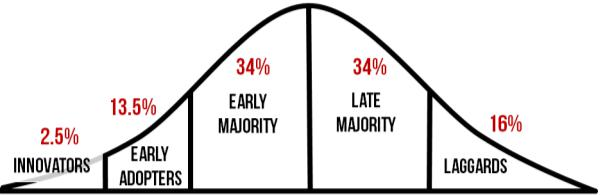 2.5%
INNOVATORS
13.5%
EARLY
ADOPTERS
34%
EARLY
MAJORITY
34%
LATE
MAJORITY
16%
LAGGARDS